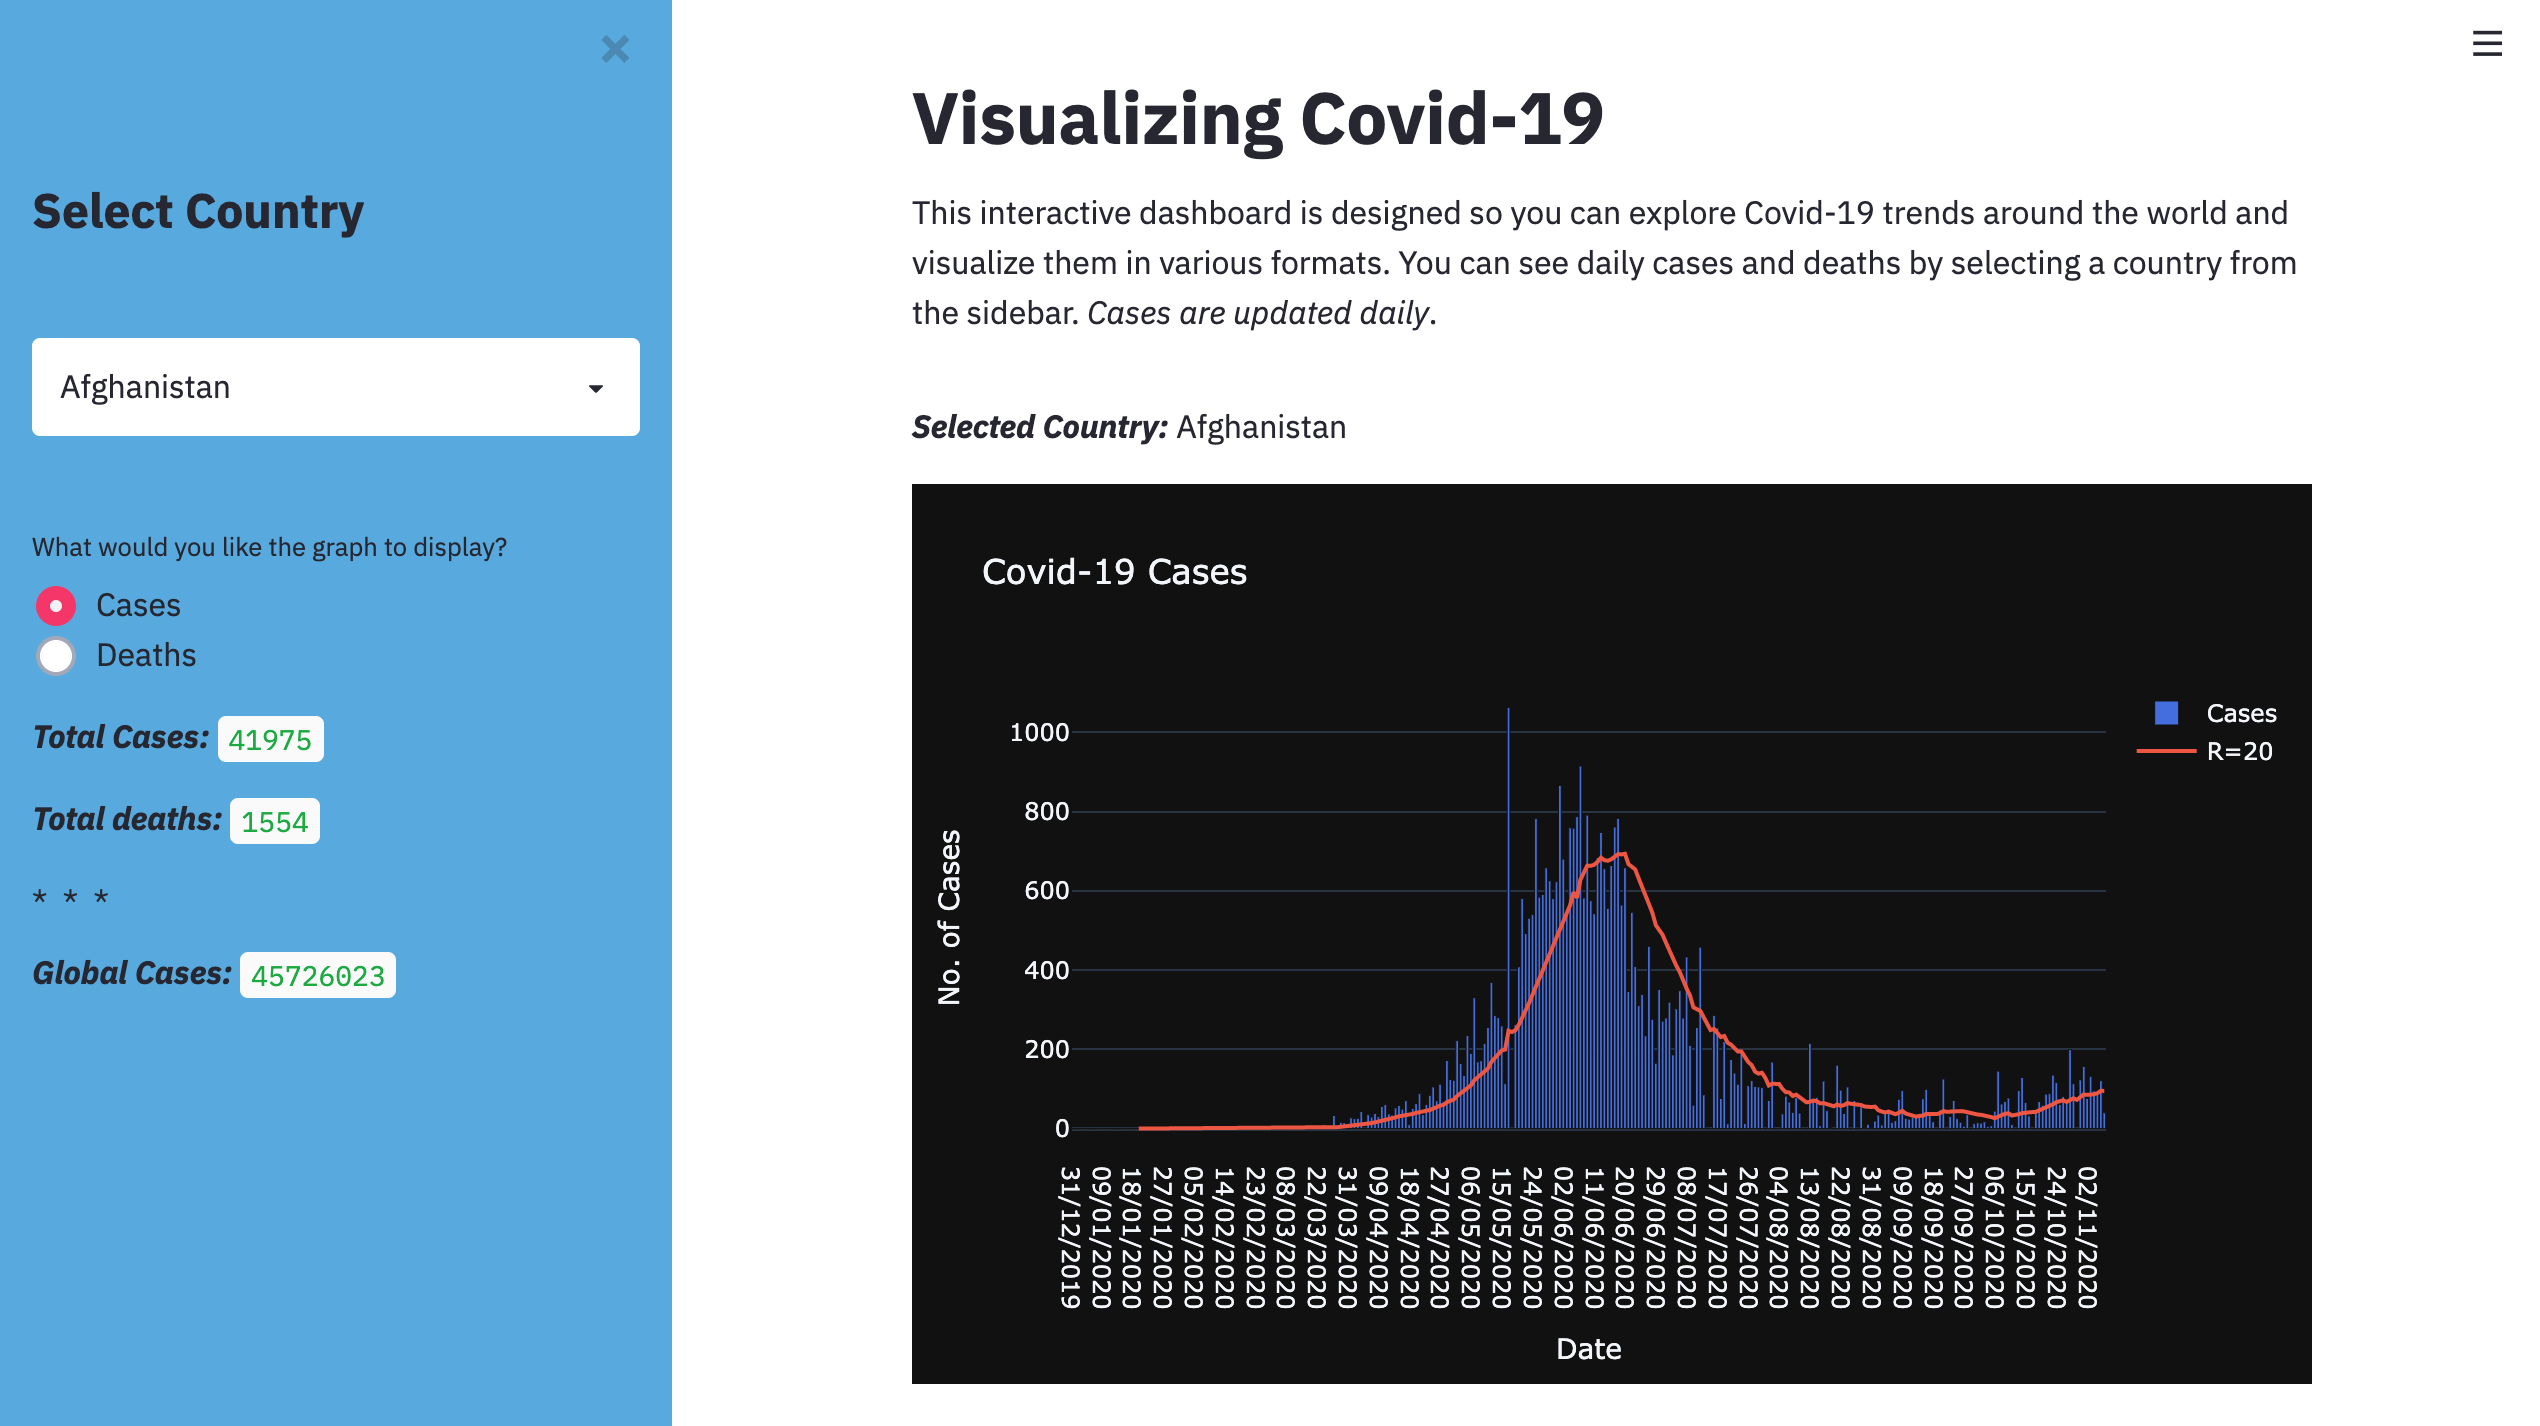 Select Country
Afghanistan
What would you like the graph to display?
Cases
Deaths
Total Cases: 41975
Total deaths: 1554
* * *
Global Cases: 45726023
Visualizing Covid-19
This interactive dashboard is designed so you can explore Covid-19 trends around the world and
visualize them in various formats. You can see daily cases and deaths by selecting a country from
the sidebar. Cases are updated daily.
Selected Country: Afghanistan
Covid-19 Cases
Cases
R=20
No. of Cases
1000
800
600
400
200
0
31/12/2019
09/01/2020
18/01/2020
27/01/2020
05/02/2020
14/02/2020
23/02/2020
08/03/2020
22/03/2020
31/03/2020
09/04/2020
18/04/2020
27/04/2020
06/05/2020
15/05/2020
24/05/2020
02/06/2020
11/06/2020
20/06/2020
29/06/2020
08/07/2020
17/07/2020
26/07/2020
04/08/2020
13/08/2020
22/08/2020
31/08/2020
09/09/2020
18/09/2020
27/09/2020
06/10/2020
15/10/2020
24/10/2020
02/11/2020
Date